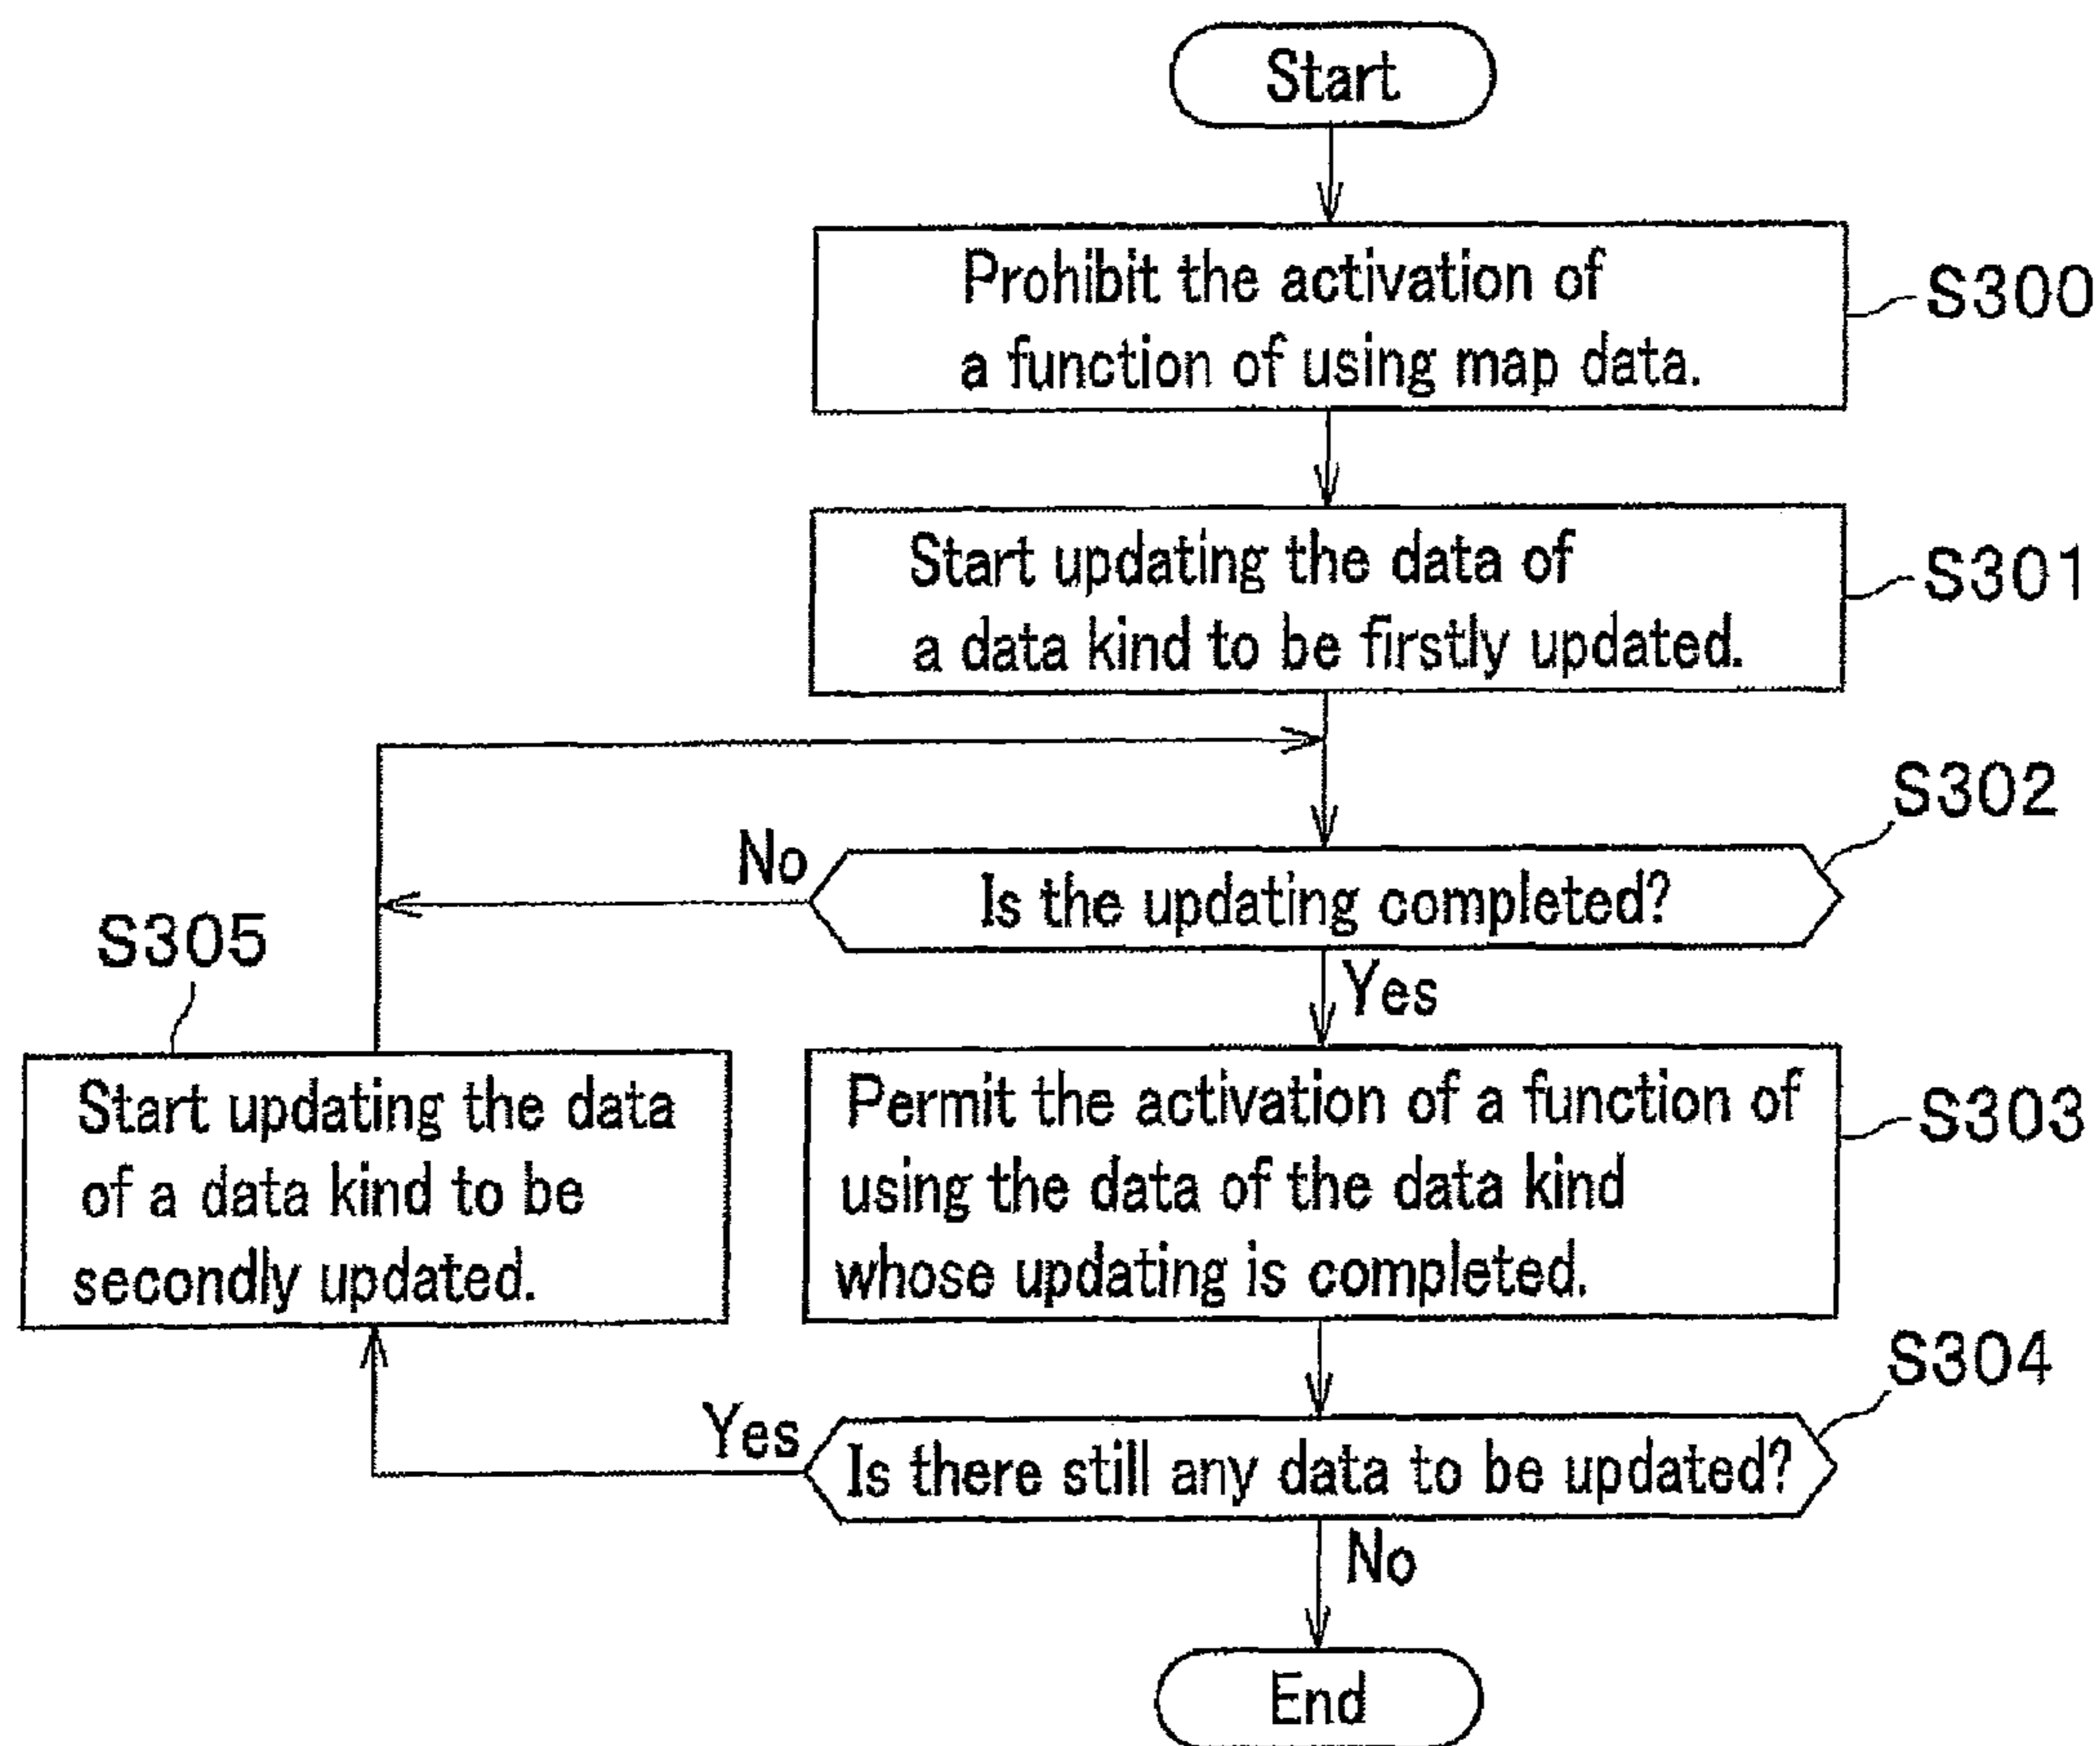 Start
Prohibit the activation of
a function of using map data.
S300
Start updating the data of
a data kind to be firstly updated.
S301
S302
No
Is the updating completed?
Yes
S305
Start updating the data
of a data kind to be
secondly updated.
Permit the activation of a function of
using the data of the data kind
whose updating is completed.
S303
S304
Yes
Is there still any data to be updated?
No
End